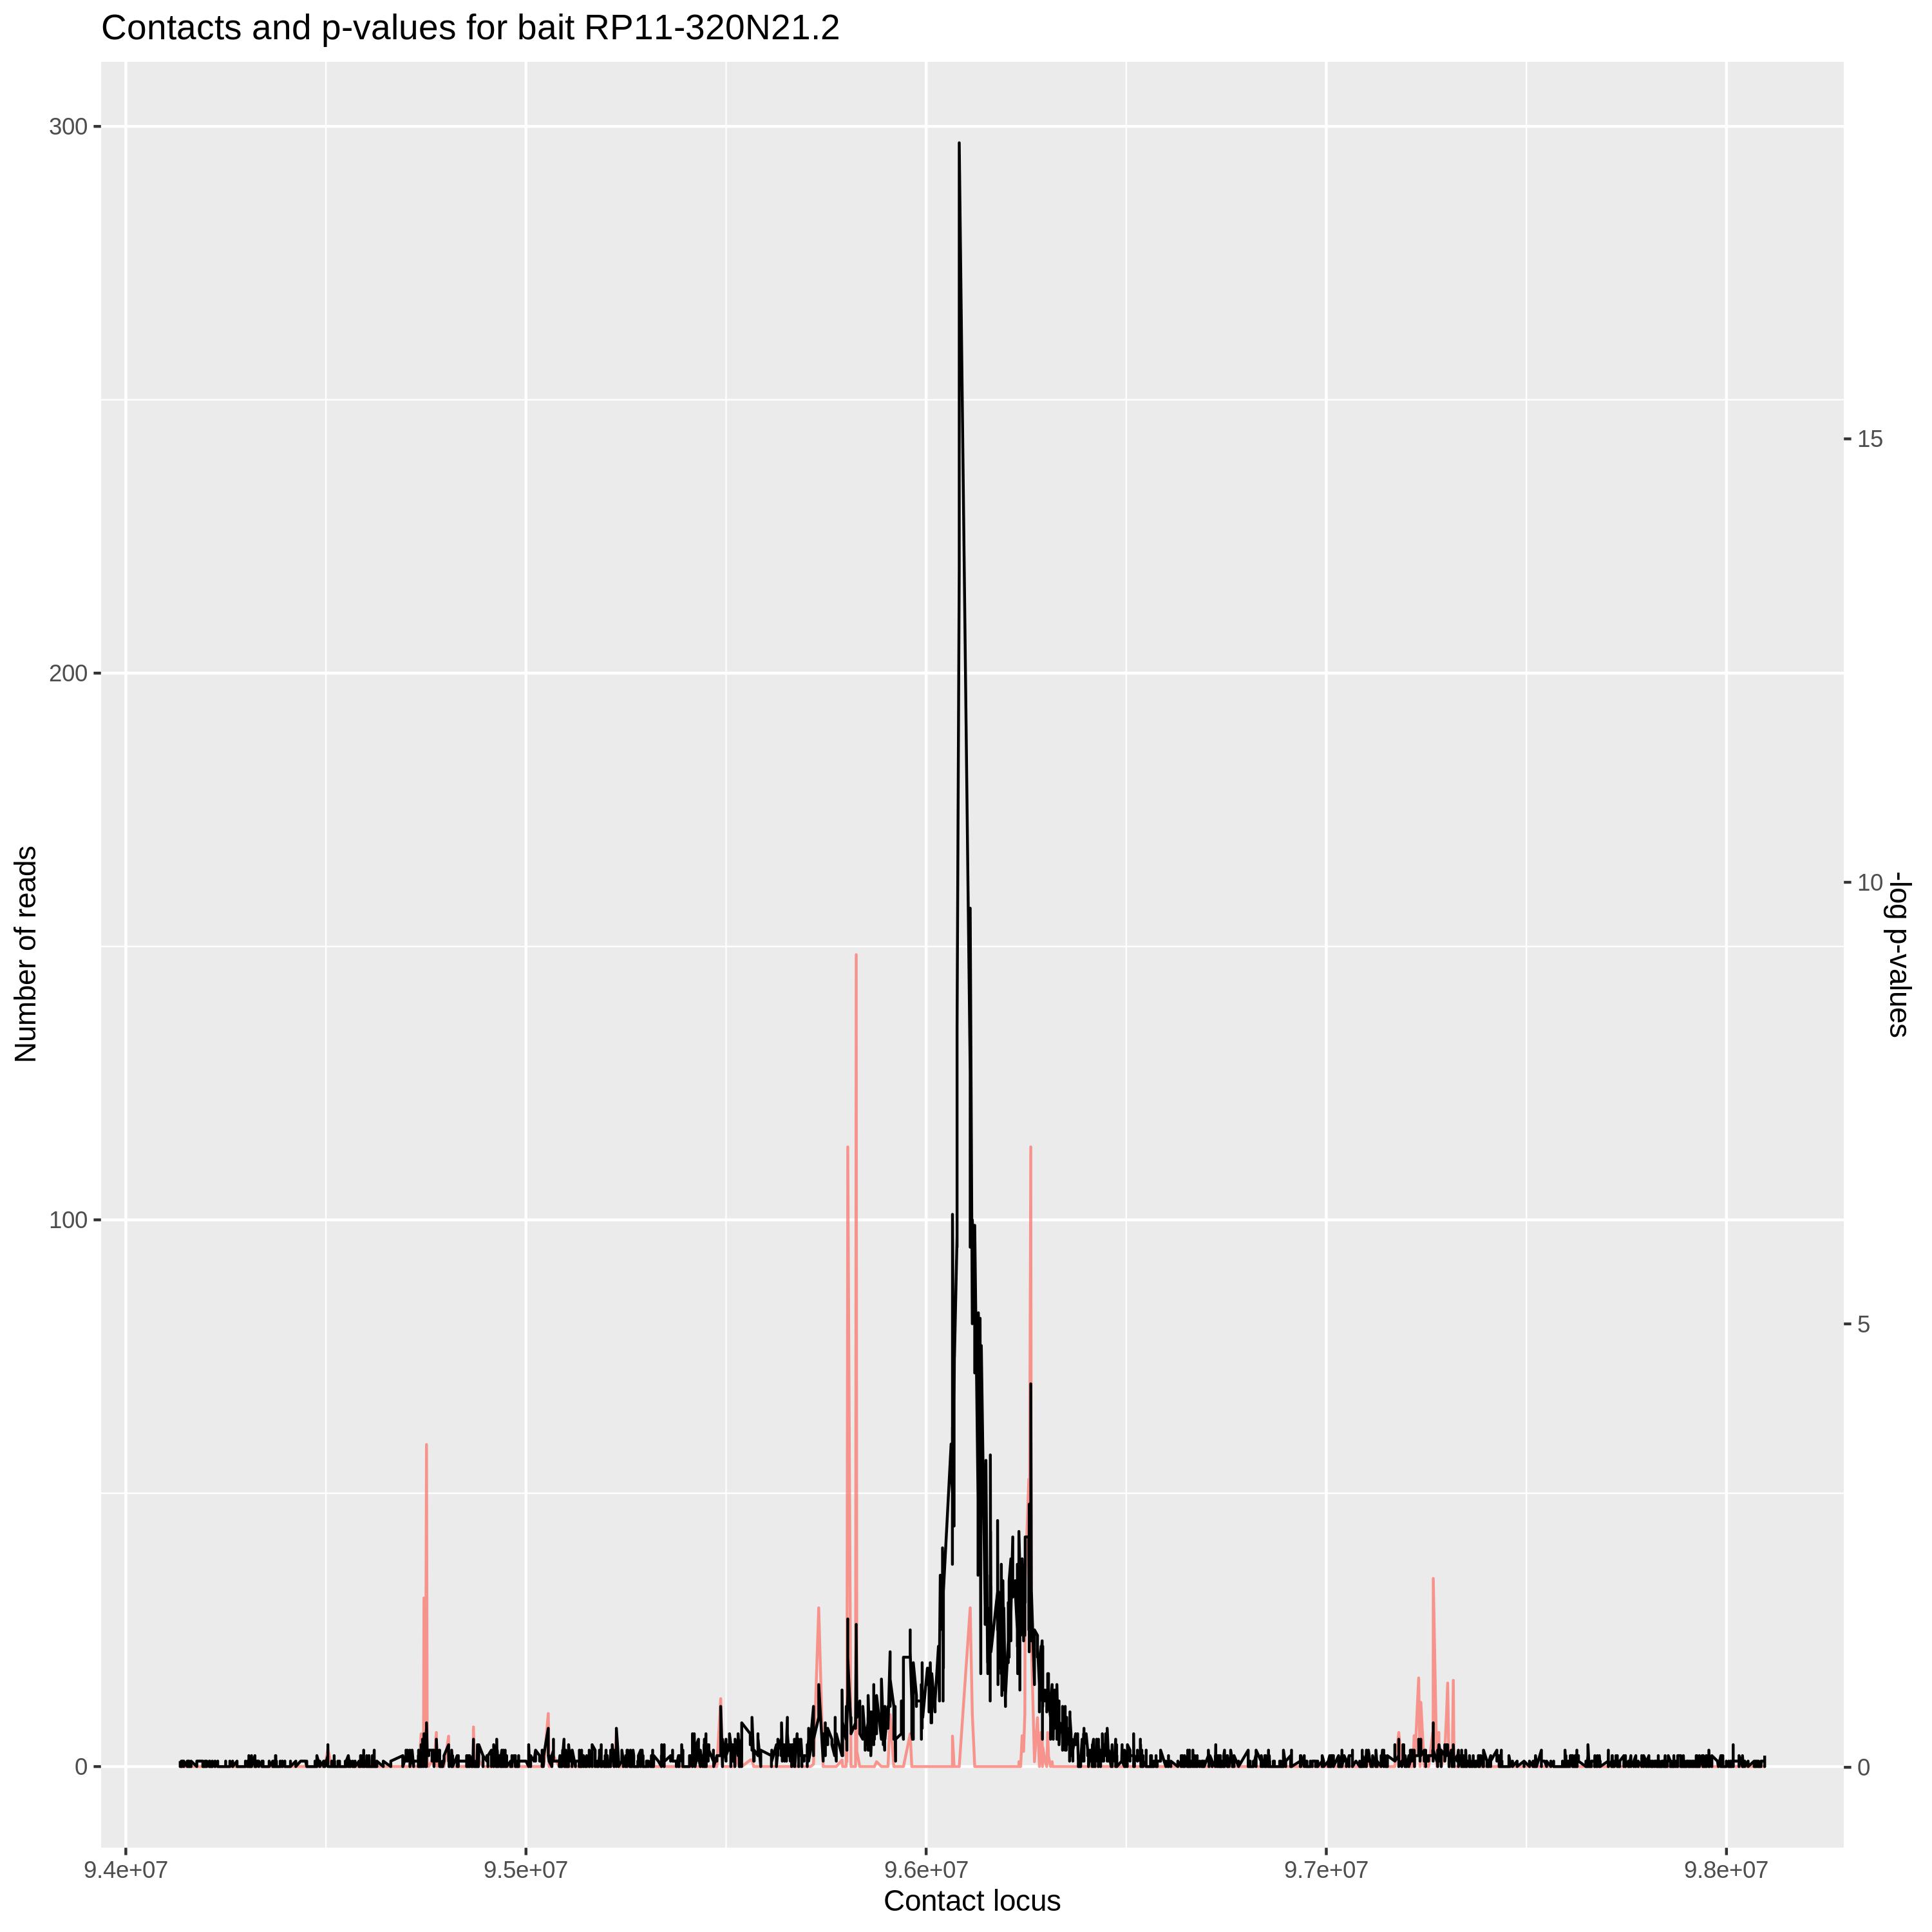 Contacts and p-values for bait RP11-320N21.2
300
200
100
0
Number of reads
15
10
5
0
-log p-values
9.4e+07 9.5e+07 9.6e+07 9.7e+07 9.8e+07
Contact locus